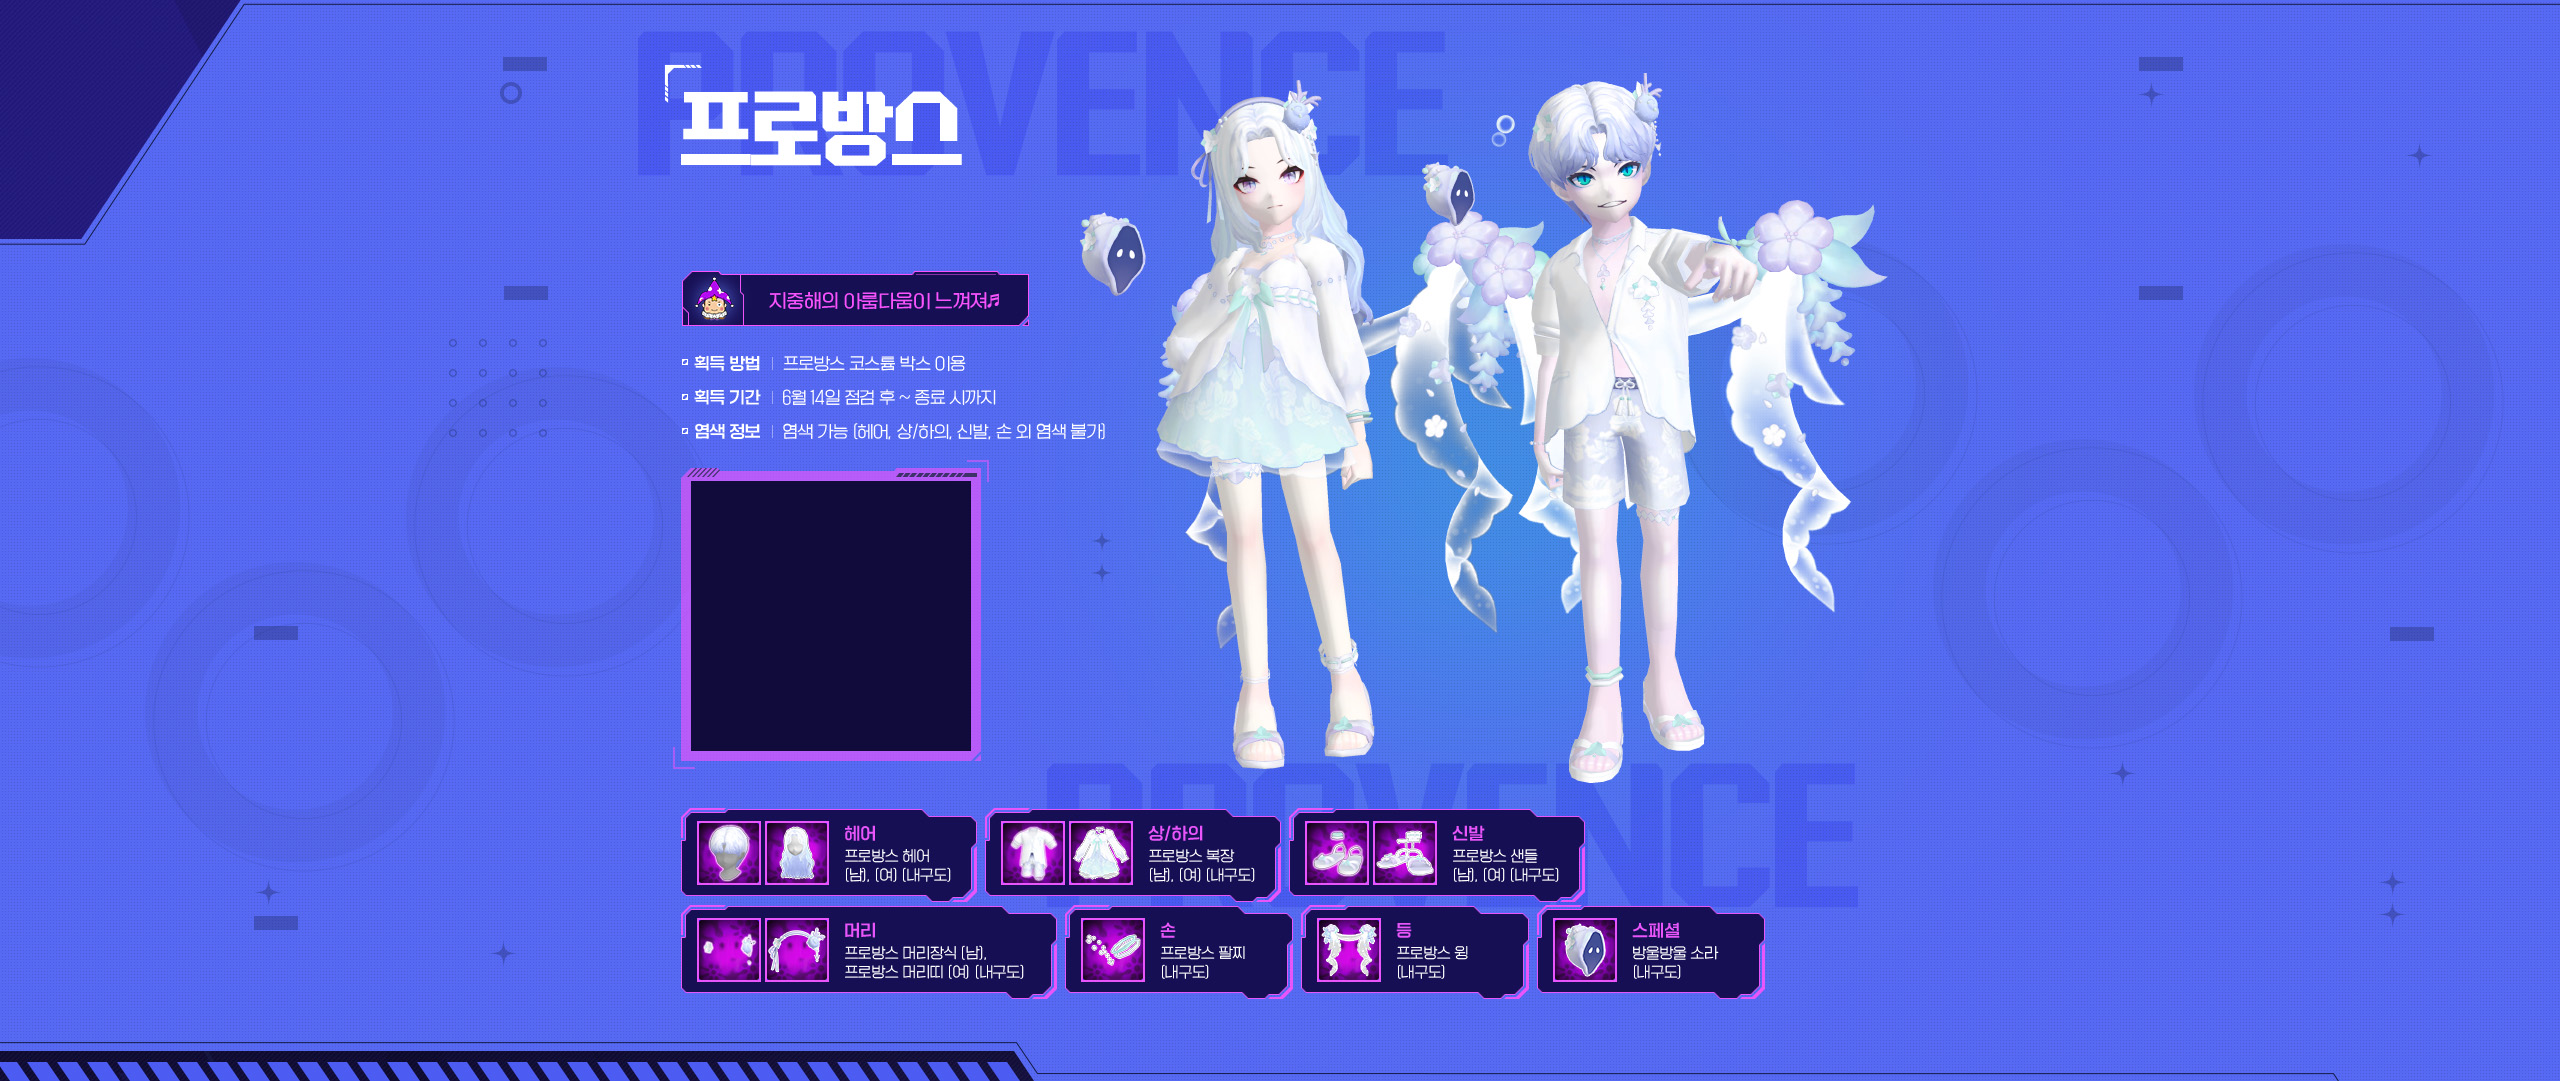 PROVENCE
프로방스
지중해의 아름다움이 느껴져♬
획득 방법 | 프로방스 코스튬 박스 이용
획득 기간 | 6월 14일 점검 후 ~ 종료 시까지
염색 정보 | 염색 가능 (헤어, 상/하의, 신발, 손 외 염색 불가)
PROVENCE
헤어
프로방스 헤어
(남), (여) (내구도)
상/하의
프로방스 복장
(남), (여) (내구도)
신발
프로방스 샌들
(남), (여) (내구도)
머리
프로방스 머리장식 (남),
프로방스 머리띠 (여) (내구도)
손
프로방스 팔찌
(내구도)
등
프로방스 윙
(내구도)
스페셜
방울방울 소라
(내구도)